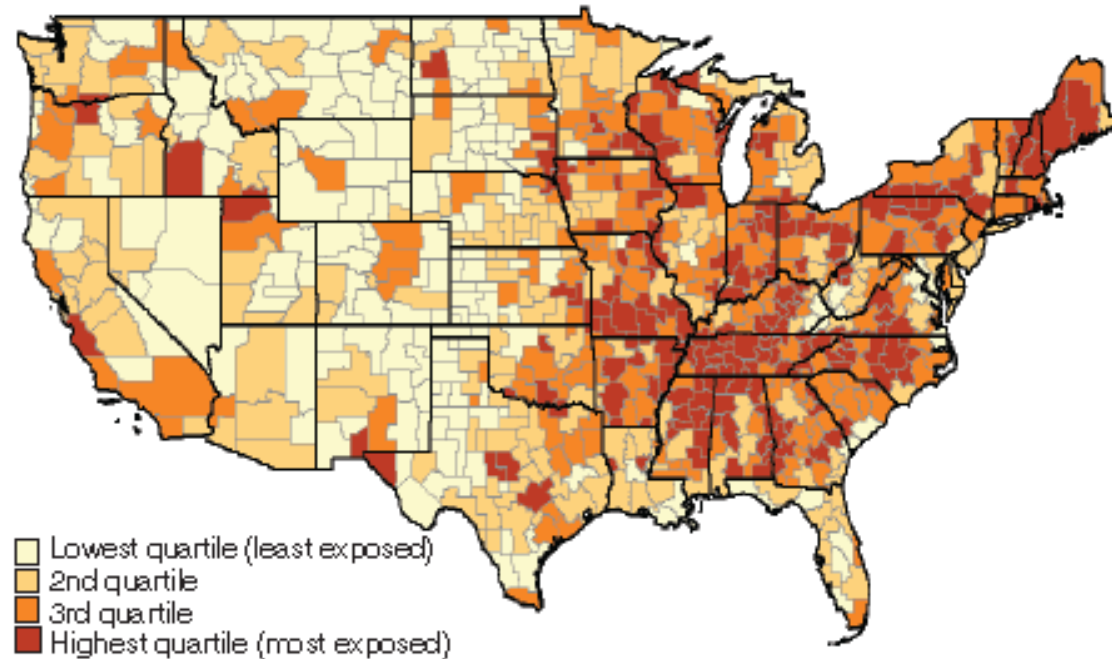 Lowest quartile (least exposed)
2nd quartile
3rd quartile
Highest quartile (most exposed)